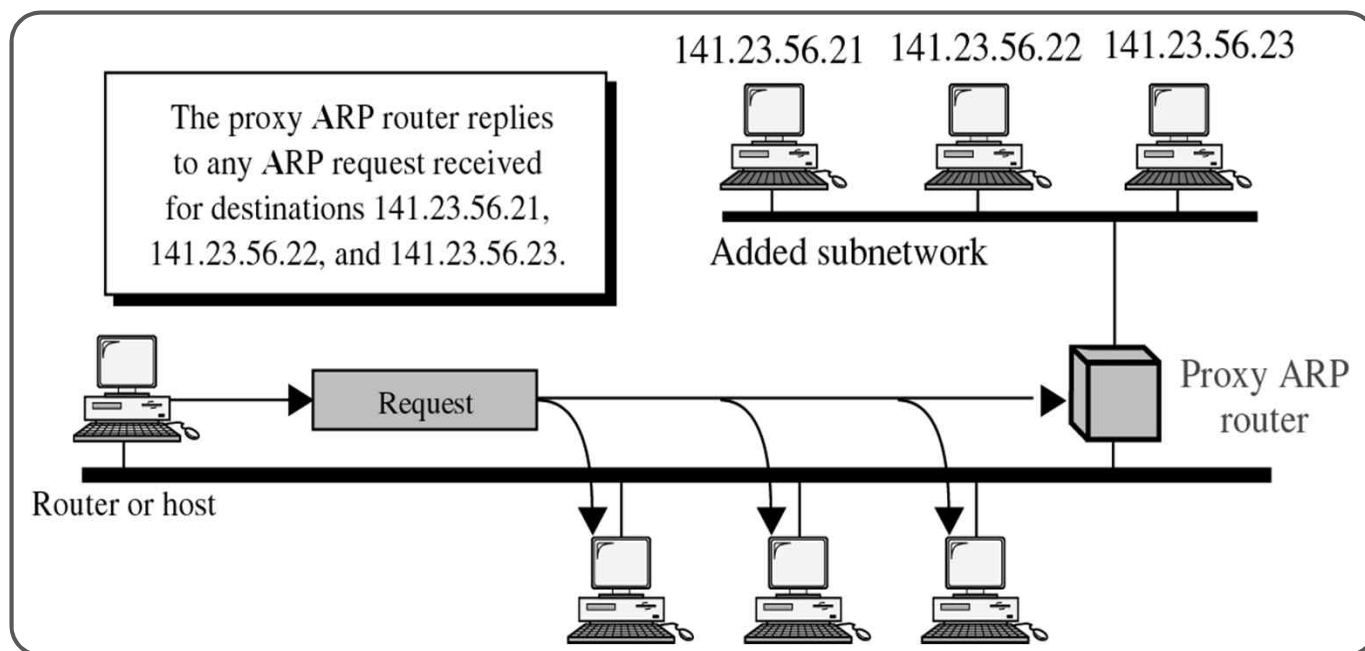 141.23.56.21 141.23.56.22 141.23.56.23
The proxy ARP router replies
to any ARP request received
for destinations 141.23.56.21,
141.23.56.22, and 141.23.56.23.
Added subnetwork
Proxy ARP
router
Request
Router or host